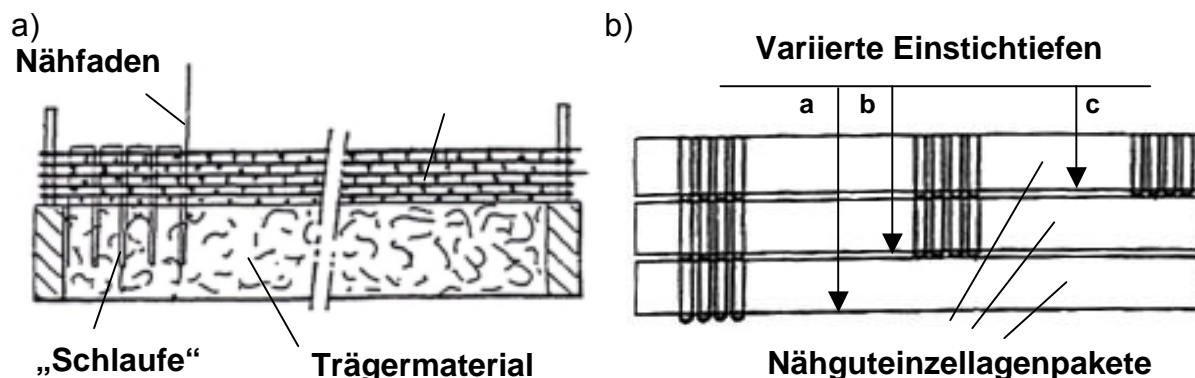 a)
Nähfaden
„Schlaufe“
Trägermaterial
b)
Variierte Einstichtiefen
a b c
Nähguteinzellagenpakete